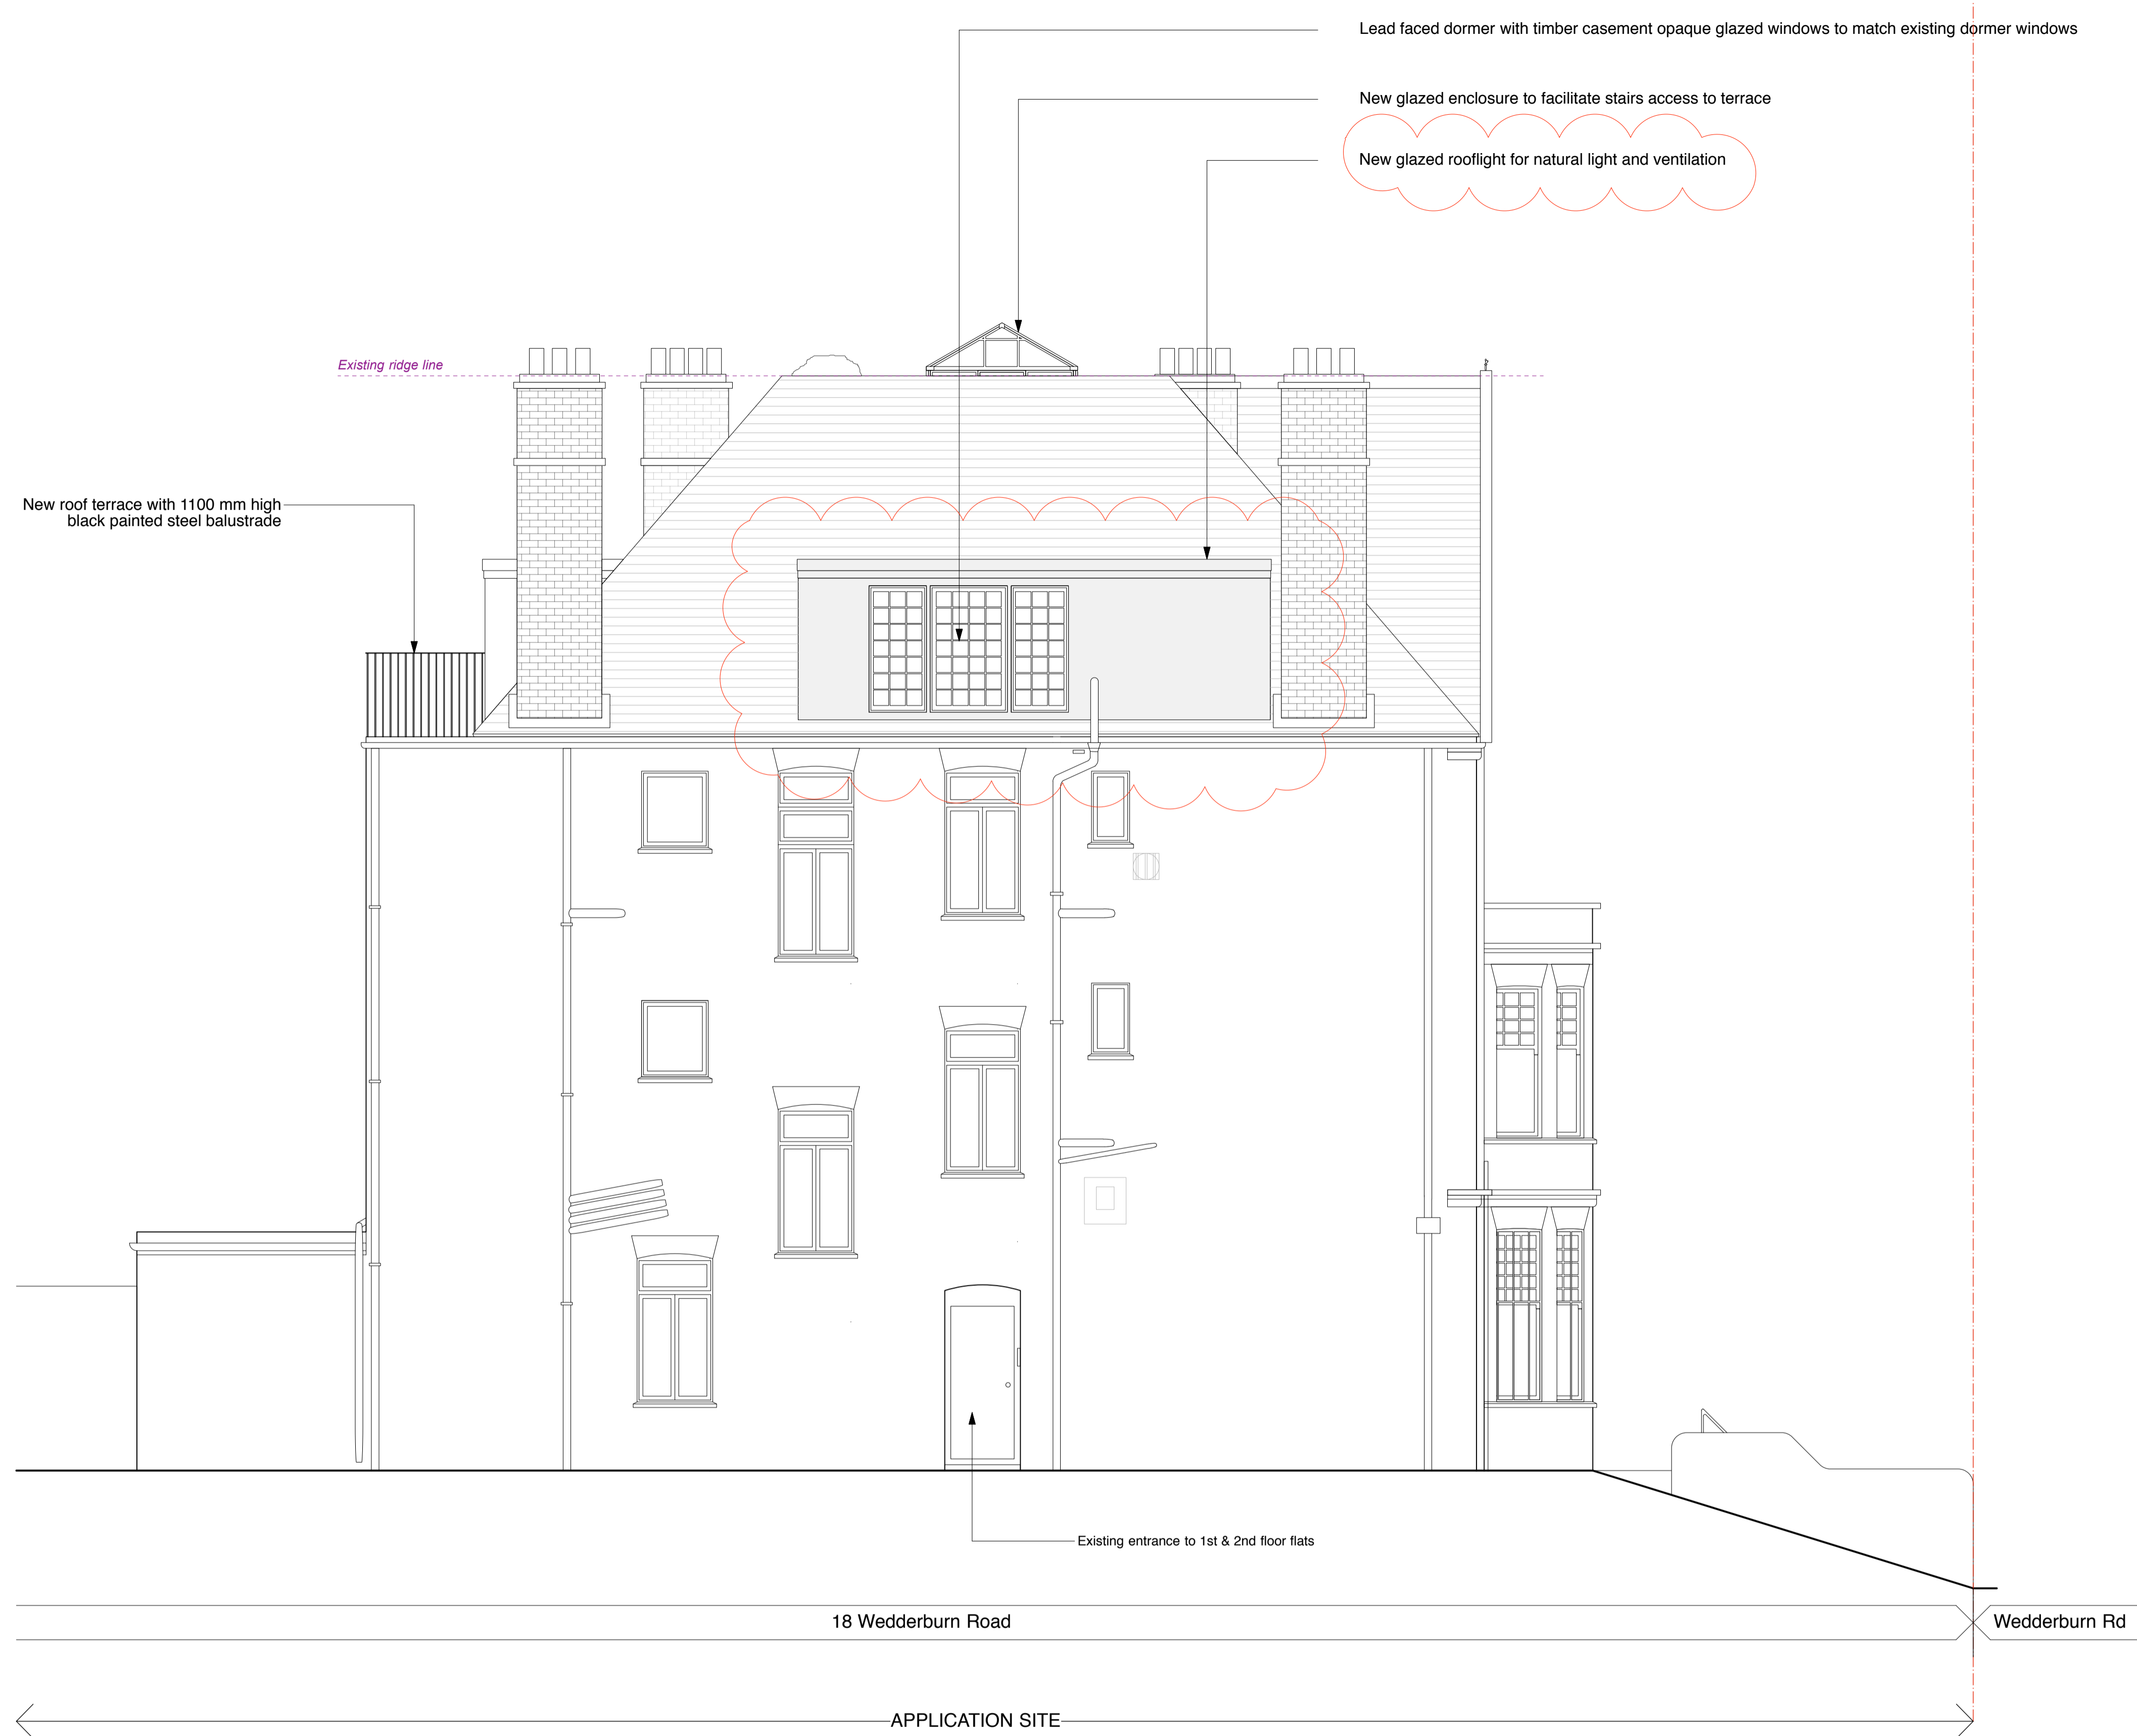 Lead faced dormer with timber casement opaque glazed windows to match existing dormer windows
New glazed enclosure to facilitate stairs access to terrace
New glazed rooflight for natural light and ventilation
Existing ridge line
New roof terrace with 1100 mm high
black painted steel balustrade
Existing entrance to 1st & 2nd floor flats
18 Wedderburn Road
Wedderburn Rd
APPLICATION SITE